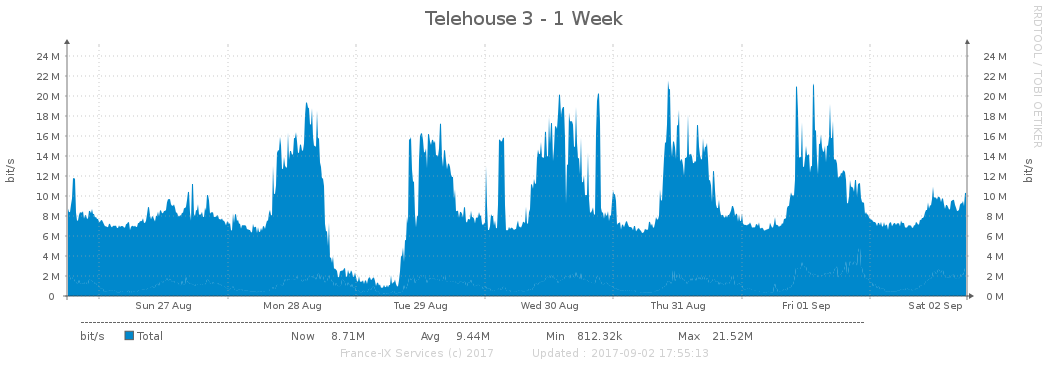 Telehouse 3 - 1 Week
RRDTOOL / TOBI OETIKER
24 M 24 M
22 M 22 M
20 M 20 M
18 M 18 M
16 M 16 M
14 M 14 M
12 M 12 M
10 M 10 M
8 M 8 M
6 M 6 M
4 M 4 M
2 M 2 M
0 0 M
bit/s
bit/s
Sun 27 Aug Mon 28 Aug Tue 29 Aug Wed 30 Aug Thu 31 Aug Fri 01 Sep Sat 02 Sep
bit/s Total Now 8.71M Avg 9.44M Min 812.32k Max 21.52M
France-IX Services (c) 2017 Updated : 2017-09-02 17:55:13